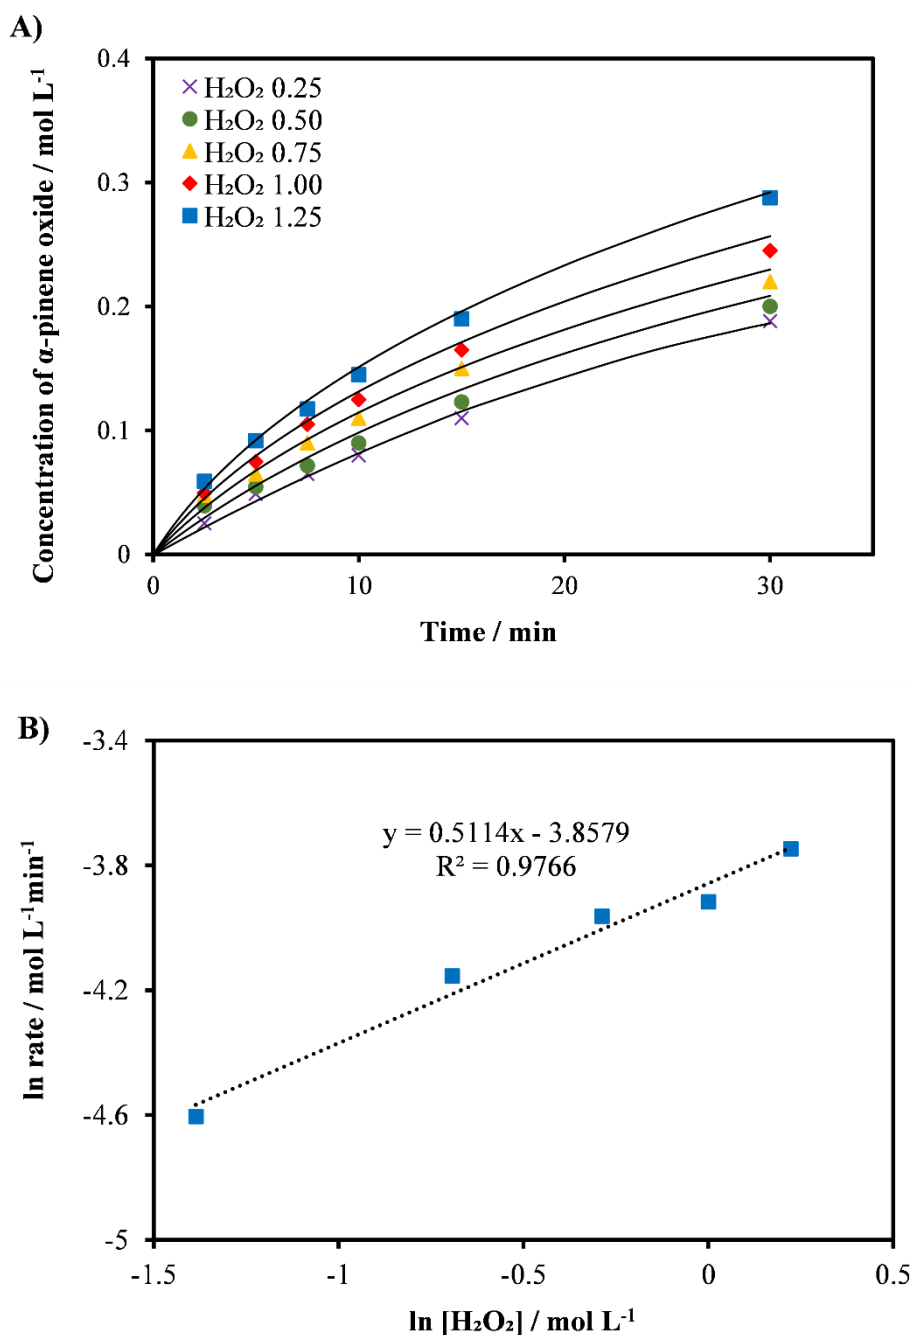 A)
Concentration of α-pinene oxide / mol L⁻¹
0.4
0.3
0.2
0.1
0
H₂O₂ 0.25
H₂O₂ 0.50
H₂O₂ 0.75
H₂O₂ 1.00
H₂O₂ 1.25
0 10 20 30
Time / min
B)
ln rate / mol L⁻¹min⁻¹
-3.4
-3.8
-4.2
-4.6
-5
y = 0.5114x - 3.8579
R² = 0.9766
-1.5 -1 -0.5 0 0.5
ln [H₂O₂] / mol L⁻¹